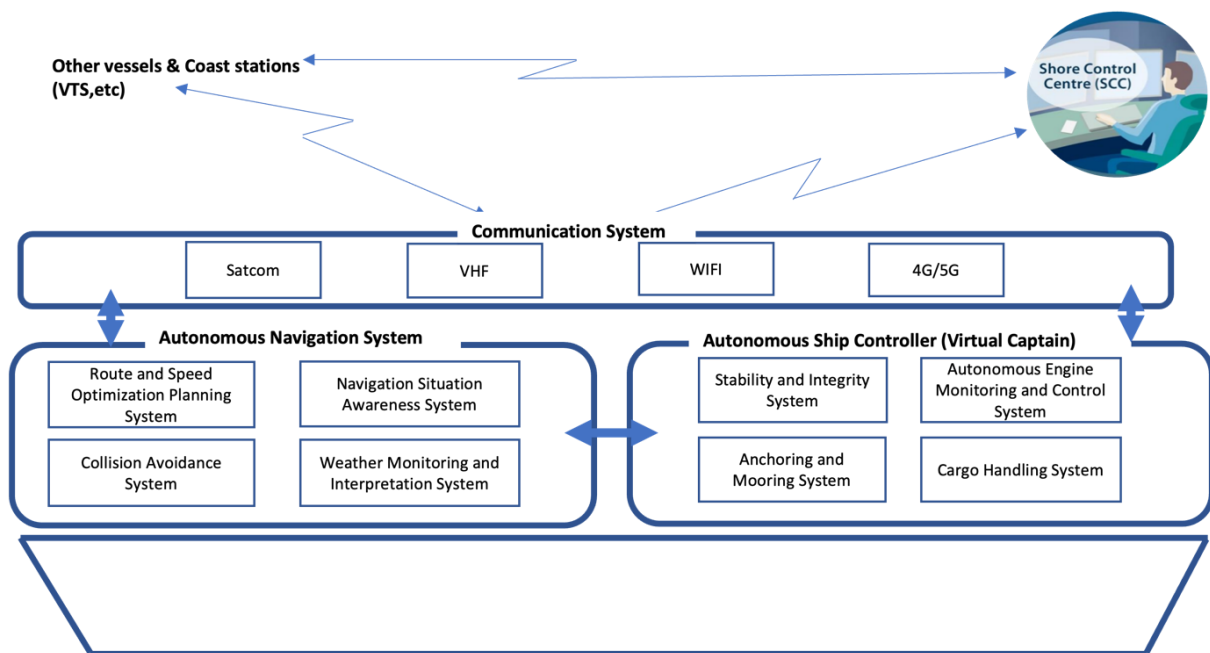 Other vessels & Coast stations
(VTS,etc)
Shore Control
Centre (SCC)
Communication System
Satcom
VHF
WIFI
4G/5G
Autonomous Navigation System
Route and Speed
Optimization Planning
System
Navigation Situation
Awareness System
Collision Avoidance
System
Weather Monitoring and
Interpretation System
Autonomous Ship Controller (Virtual Captain)
Stability and Integrity
System
Autonomous Engine
Monitoring and Control
System
Anchoring and
Mooring System
Cargo Handling System